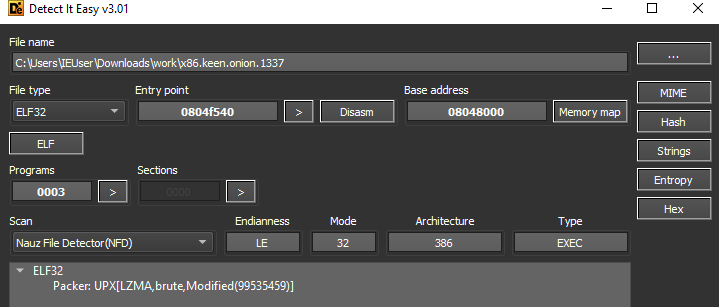 Detect It Easy v3.01
File name
C:\Users\IEUser\Downloads\work\x86.keen.onion.1337
...
File type Entry point Base address
ELF32 0804f540 > Disasm 08048000 Memory map
MIME
ELF
Hash
Programs Sections
Strings
0003 > 0000 >
Entropy
Scan Endianness Mode Architecture Type
Hex
Nauz File Detector(NFD) LE 32 386 EXEC
ELF32
Packer: UPX[LZMA,brute,Modified(99535459)]